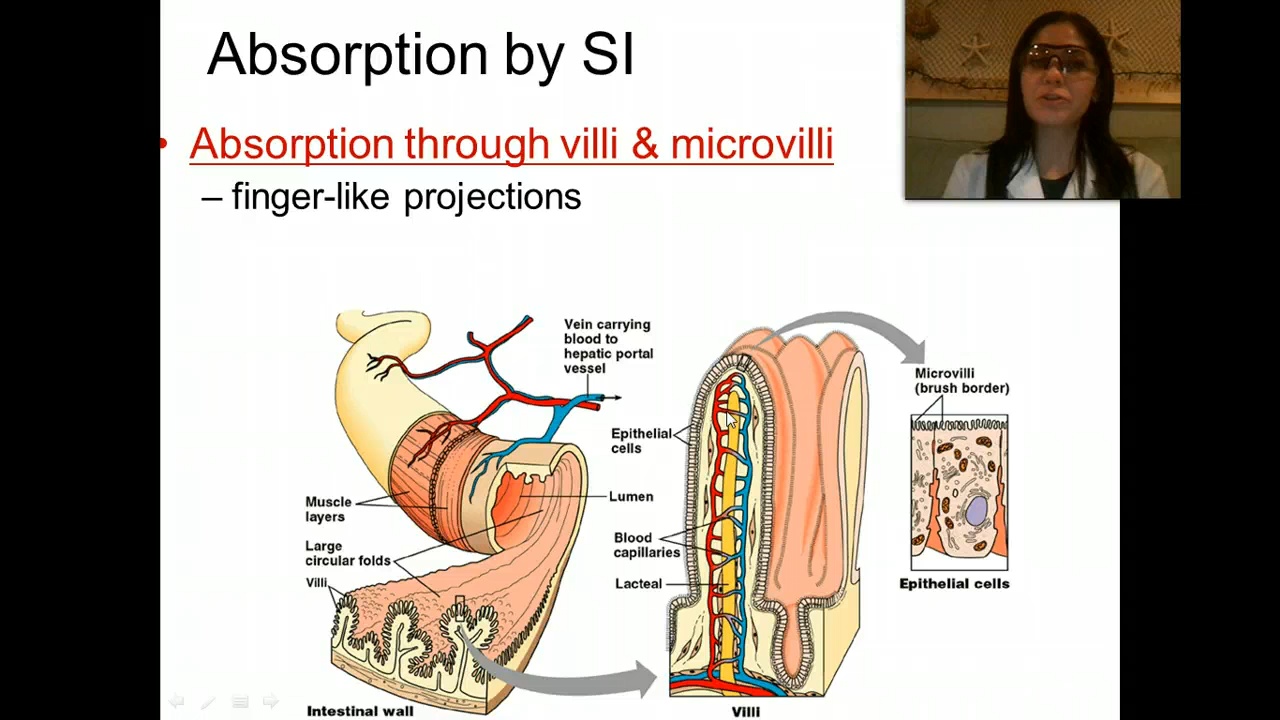 Absorption by SI
• Absorption through villi & microvilli
– finger-like projections
Vein carrying
blood to
hepatic portal
vessel
Muscle
layers
Large
circular folds
Villi
Intestinal wall
Epithelial
cells
Lumen
Blood
capillaries
Lacteal
Villi
Microvilli
(brush border)
Epithelial cells